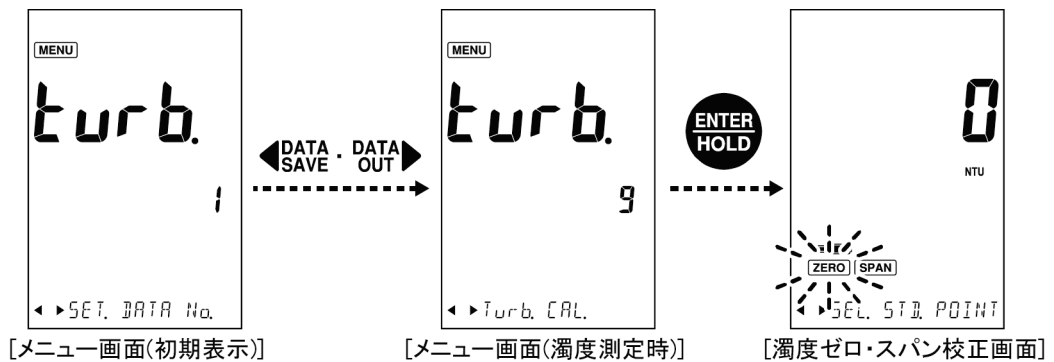 MENU
turb.
1
SET. DATA No.
[メニュー画面(初期表示)]
DATA SAVE · DATA OUT
MENU
turb.
9
Turb. CAL.
[メニュー画面(濁度測定時)]
ENTER
HOLD
0
NTU
ZERO SPAN
SEL. STD. POINT
[濁度ゼロ・スパン校正画面]